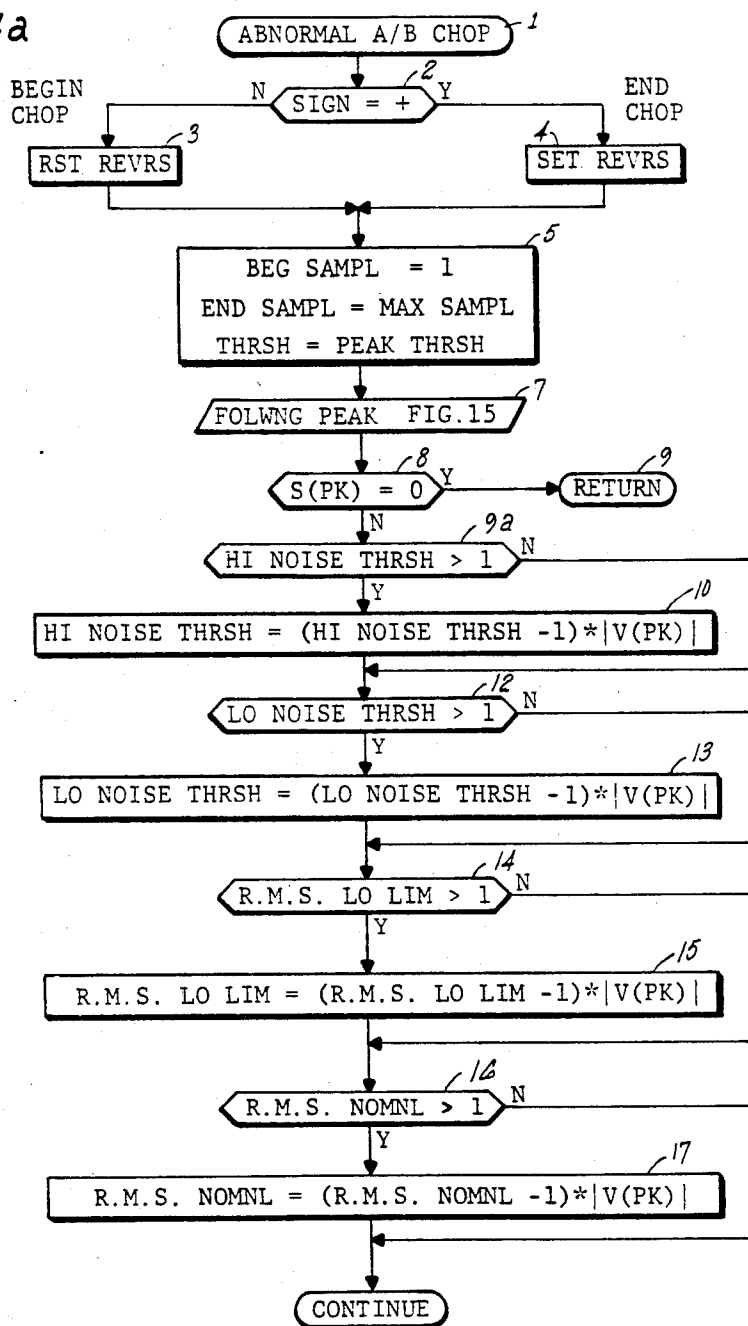 a
ABNORMAL A/B CHOP 1
2
BEGIN CHOP
N SIGN = + Y
END CHOP
3
RST REVRS
4
SET REVRS
5
BEG SAMPL = 1
END SAMPL = MAX SAMPL
THRSH = PEAK THRSH
7
FOLWNG PEAK FIG.15
8
S(PK) = 0 Y
9
RETURN
N
9a
HI NOISE THRSH > 1 N
Y
10
HI NOISE THRSH = (HI NOISE THRSH -1)*|V(PK)|
12
LO NOISE THRSH > 1 N
Y
13
LO NOISE THRSH = (LO NOISE THRSH -1)*|V(PK)|
14
R.M.S. LO LIM > 1 N
Y
15
R.M.S. LO LIM = (R.M.S. LO LIM -1)*|V(PK)|
16
R.M.S. NOMNL > 1 N
Y
17
R.M.S. NOMNL = (R.M.S. NOMNL -1)*|V(PK)|
CONTINUE